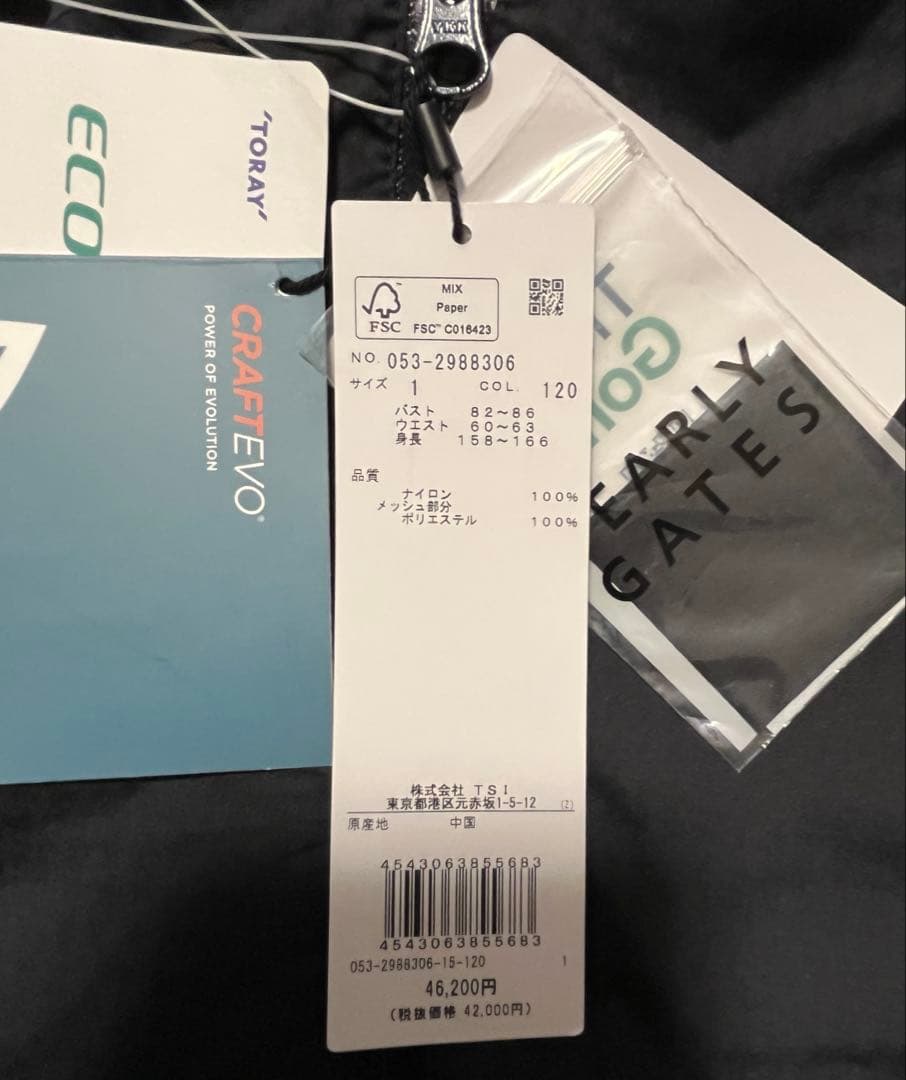 YKK
'TORAY'
ECO
CRAFTEVO®
POWER OF EVOLUTION
MIX
Paper
FSC™ C016423
FSC
NO. 053-2988306
サイズ 1 COL. 120
バスト 82～86
ウエスト 60～63
身長 158～166
品質
ナイロン 100%
メッシュ部分
ポリエステル 100%
株式会社 TSI
東京都港区元赤坂1-5-12 (Z)
原産地 中国
4543063855683
4543063855683
053-2988306-15-120 1
46,200円
(税抜価格 42,000円)
EARLY
GATES